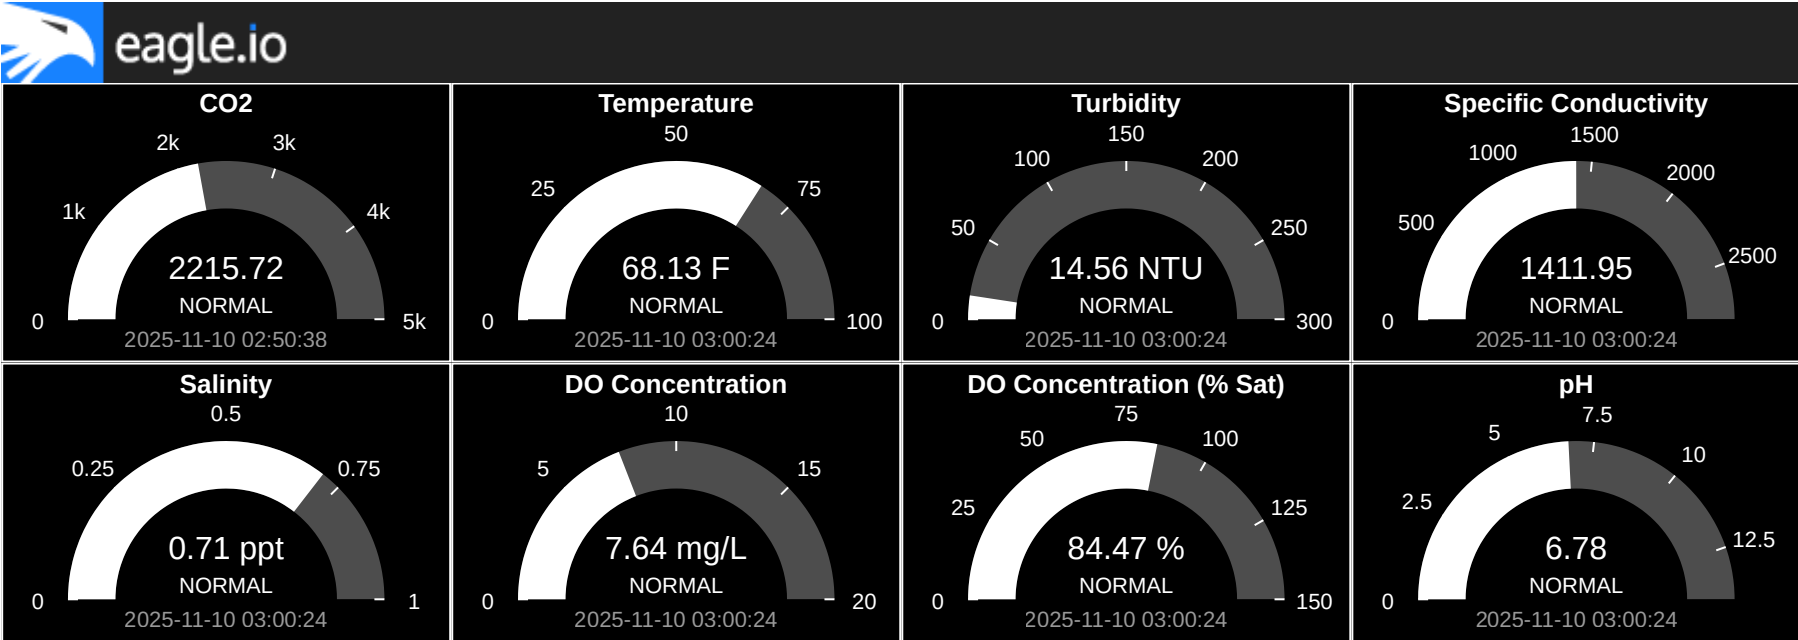 eagle.io
CO2
2k
3k
1k
4k
2215.72
NORMAL
0
5k
2025-11-10 02:50:38
Temperature
50
25
75
68.13 F
NORMAL
0
100
2025-11-10 03:00:24
Turbidity
150
100
200
50
250
14.56 NTU
NORMAL
0
300
2025-11-10 03:00:24
Specific Conductivity
1500
1000
2000
500
2500
1411.95
NORMAL
0
2025-11-10 03:00:24
Salinity
0.5
0.25
0.75
0.71 ppt
NORMAL
0
1
2025-11-10 03:00:24
DO Concentration
10
5
15
7.64 mg/L
NORMAL
0
20
2025-11-10 03:00:24
DO Concentration (% Sat)
75
50
100
25
125
84.47 %
NORMAL
0
150
2025-11-10 03:00:24
pH
7.5
5
10
2.5
12.5
6.78
NORMAL
0
2025-11-10 03:00:24